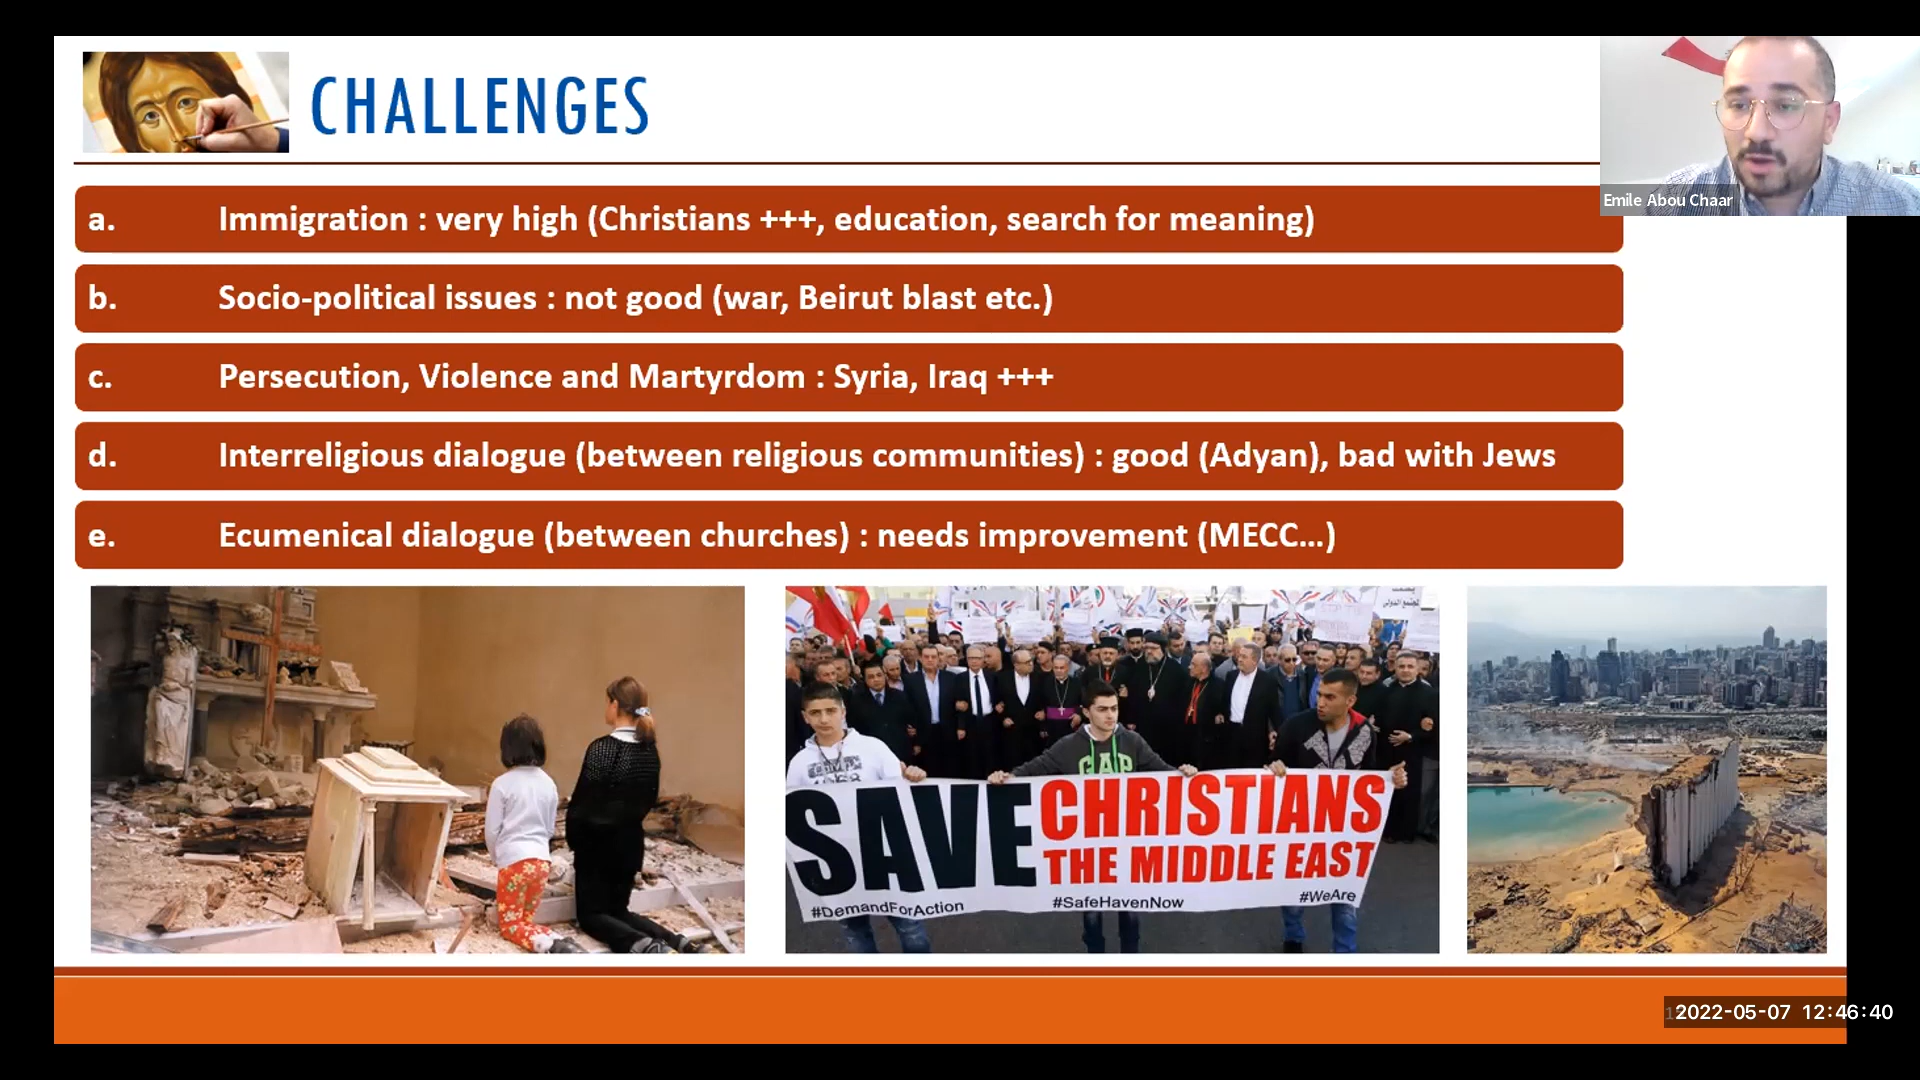 CHALLENGES
Emile Abou Chaar
a. Immigration : very high (Christians +++, education, search for meaning)
b. Socio-political issues : not good (war, Beirut blast etc.)
c. Persecution, Violence and Martyrdom : Syria, Iraq +++
d. Interreligious dialogue (between religious communities) : good (Adyan), bad with Jews
e. Ecumenical dialogue (between churches) : needs improvement (MECC...)
GAP
SAVE CHRISTIANS
THE MIDDLE EAST
#DemandForAction #SafeHavenNow #WeAre
2022-05-07 12:46:40